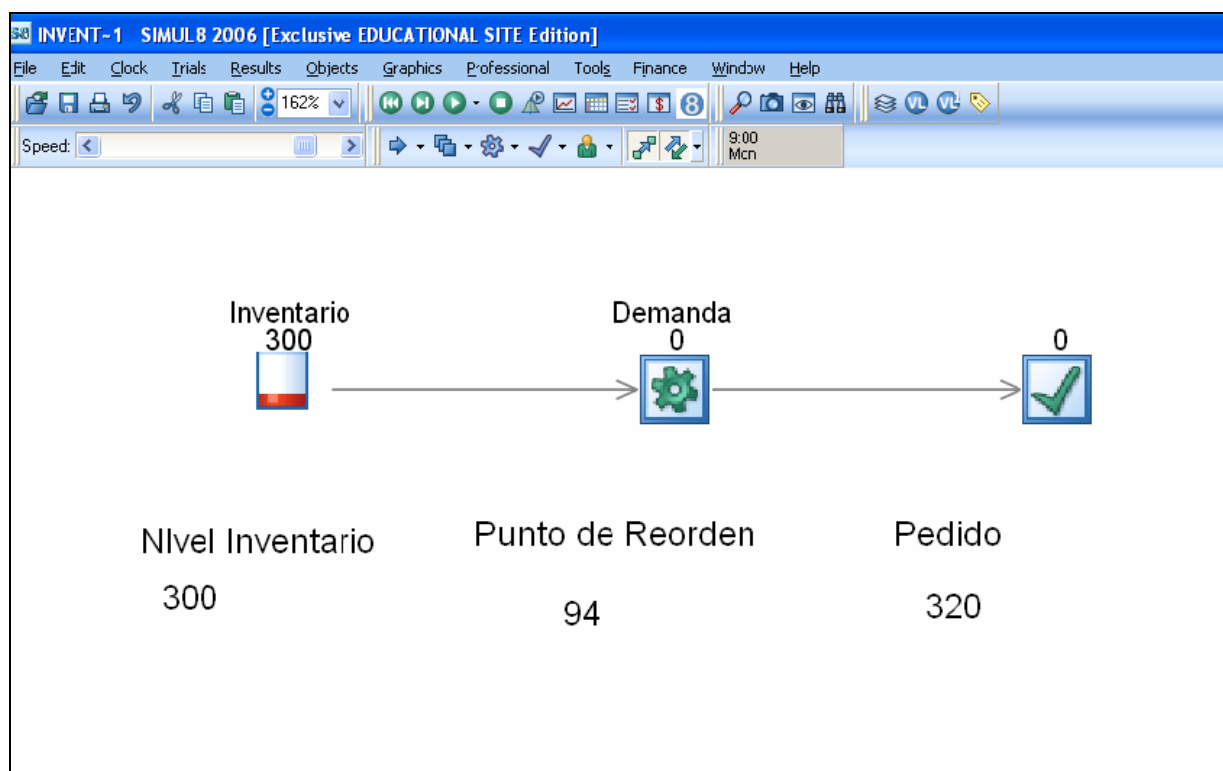 INVENT~1 SIMUL8 2006 [Exclusive EDUCATIONAL SITE Edition]
File Edit Clock Trials Results Objects Graphics Professional Tools Finance Window Help
162%
Speed:
9:00
Mon
Inventario
300
Demanda
0
0
NIvel Inventario
300
Punto de Reorden
94
Pedido
320